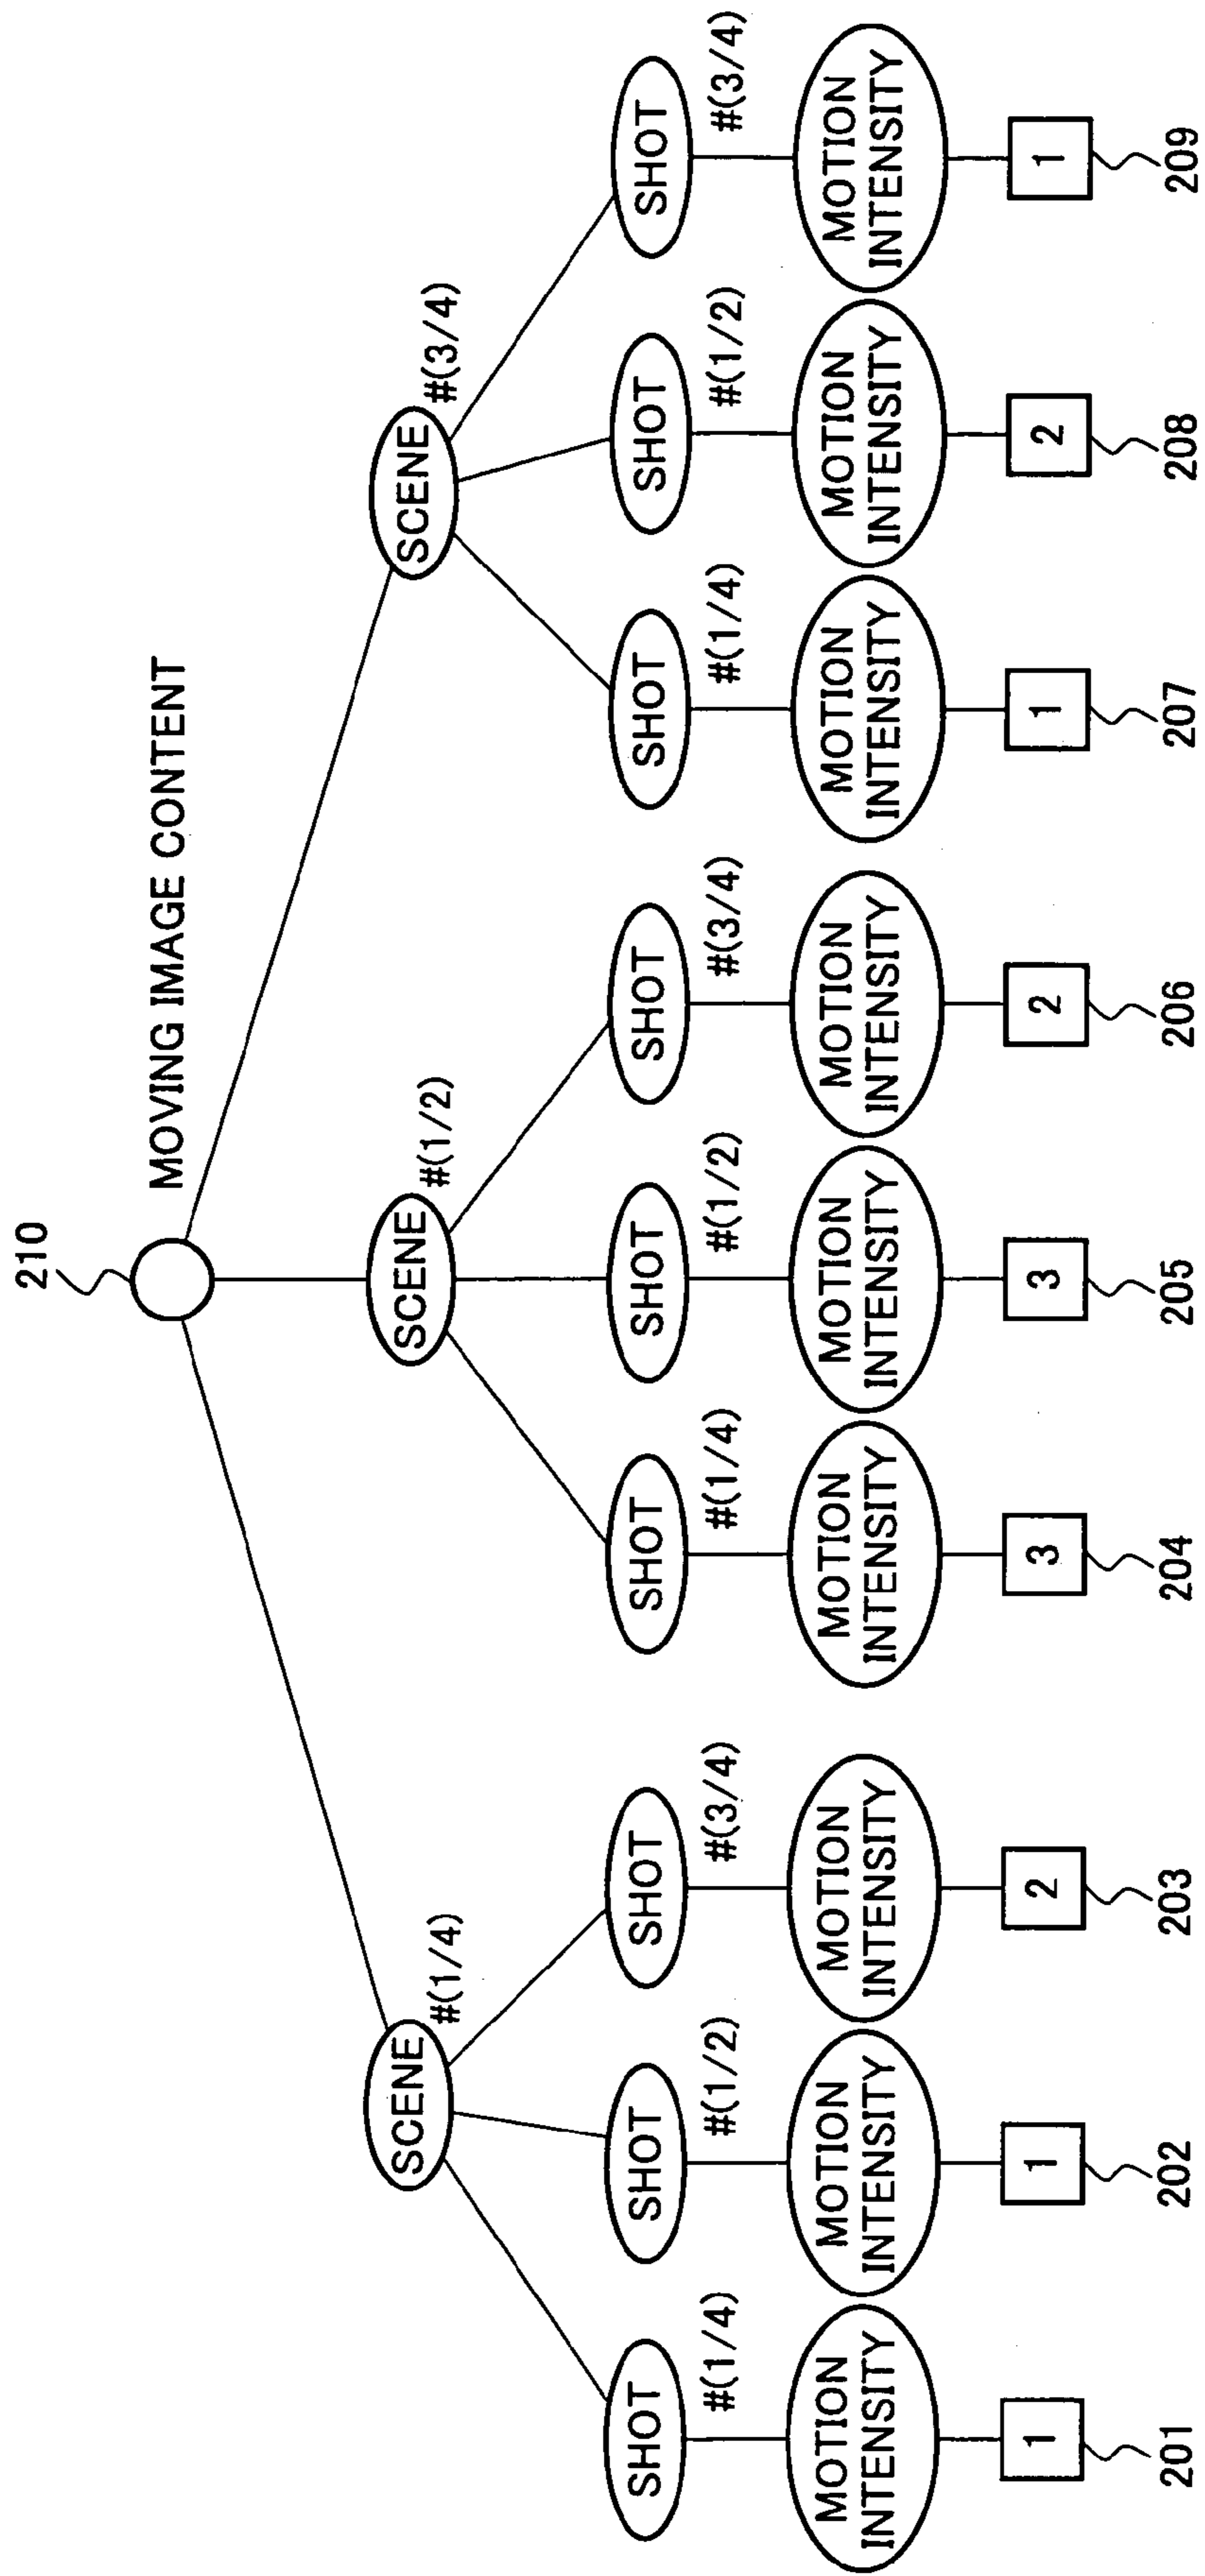 210
MOVING IMAGE CONTENT
SCENE
#(1/4)
SCENE
#(1/2)
SCENE
#(3/4)
SHOT
SHOT
SHOT
SHOT
SHOT
SHOT
SHOT
SHOT
SHOT
#(1/4)
#(1/2)
#(3/4)
#(1/4)
#(1/2)
#(3/4)
#(1/4)
#(1/2)
#(3/4)
MOTION
INTENSITY
MOTION
INTENSITY
MOTION
INTENSITY
MOTION
INTENSITY
MOTION
INTENSITY
MOTION
INTENSITY
MOTION
INTENSITY
MOTION
INTENSITY
MOTION
INTENSITY
1
1
2
3
3
2
1
2
1
201
202
203
204
205
206
207
208
209